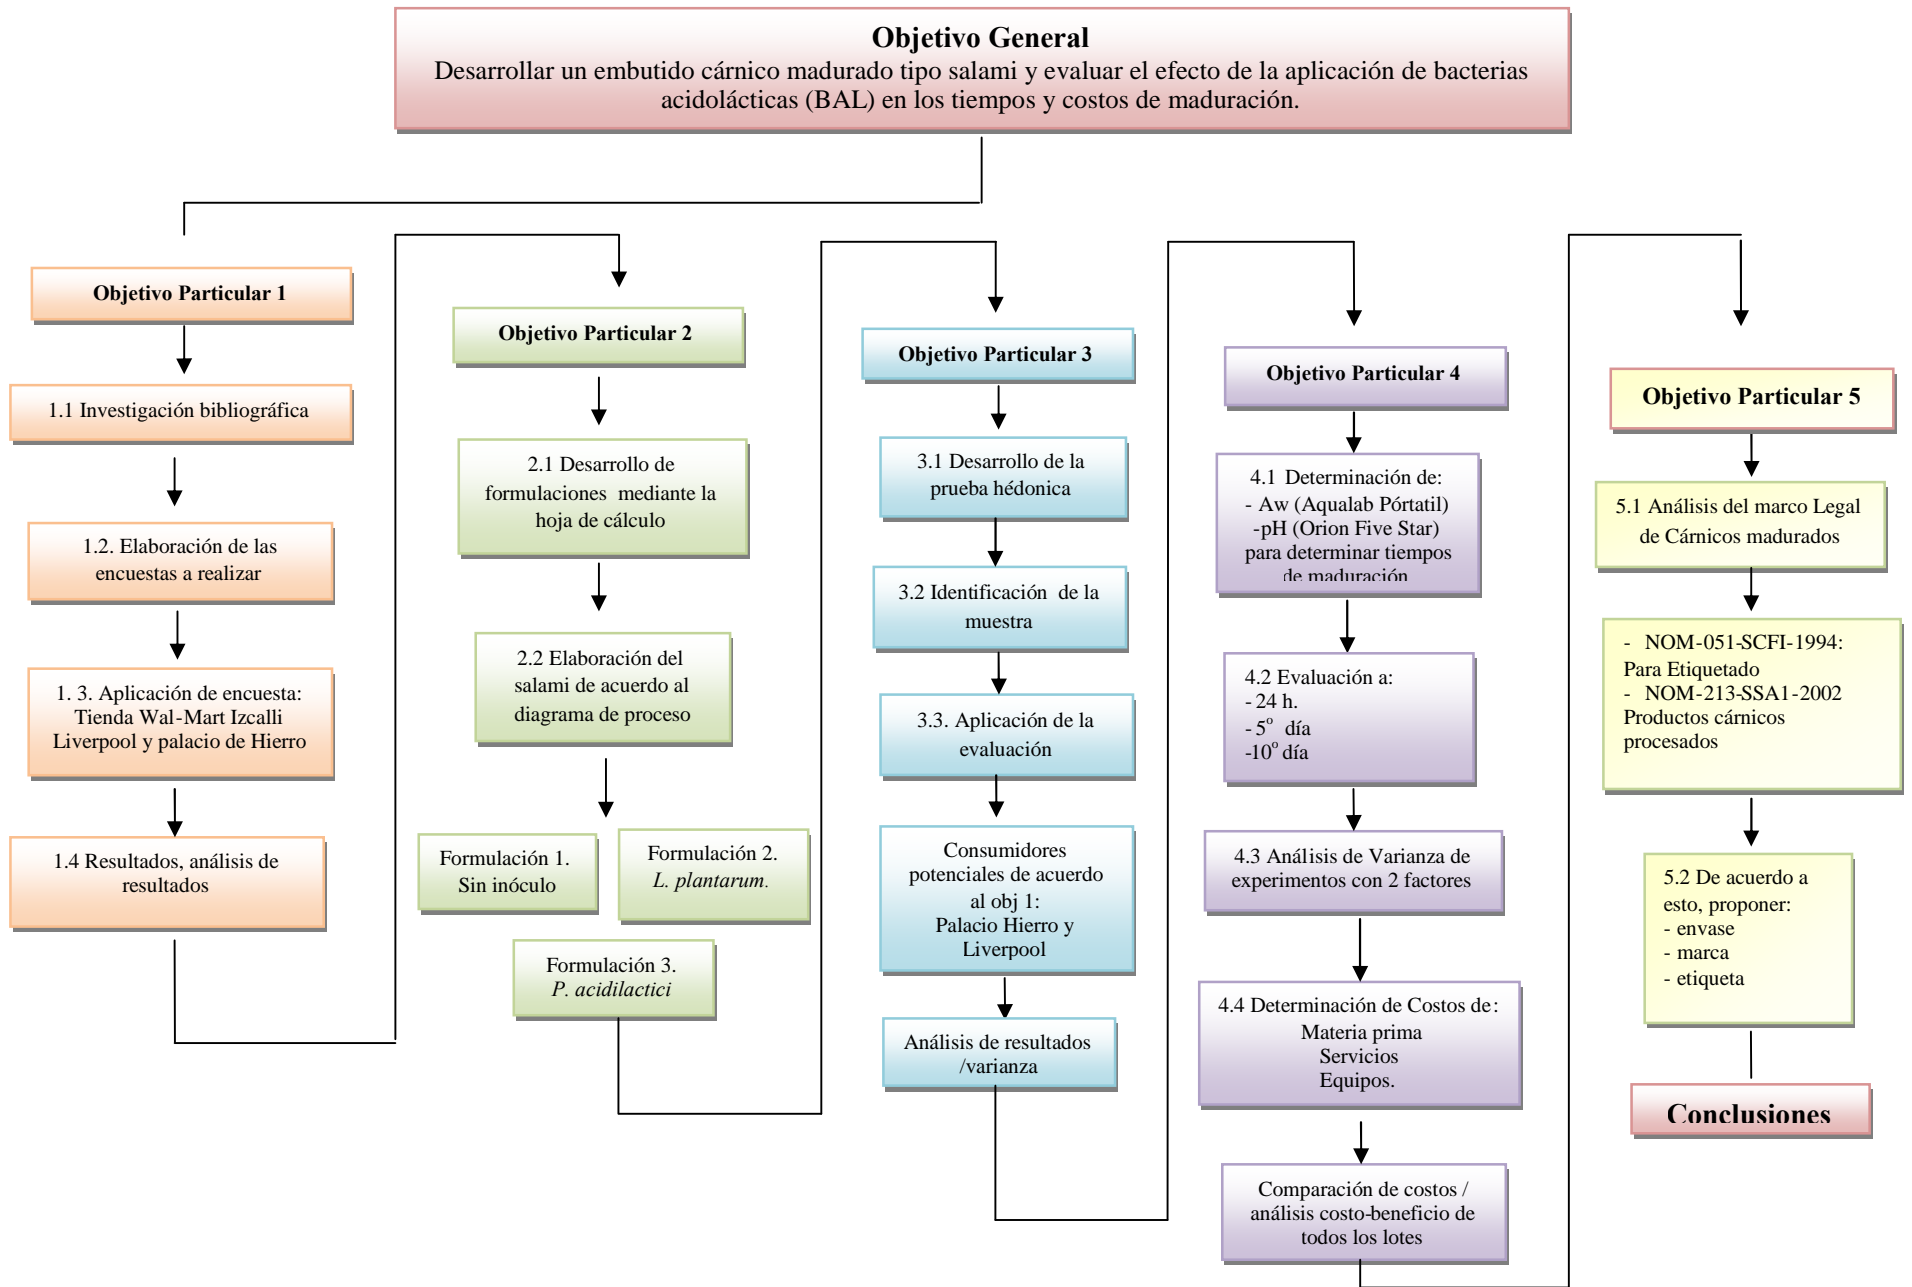 Objetivo General
Desarrollar un embutido cárnico madurado tipo salami y evaluar el efecto de la aplicación de bacterias
acidolácticas (BAL) en los tiempos y costos de maduración.
Objetivo Particular 1
1.1 Investigación bibliográfica
1.2. Elaboración de las
encuestas a realizar
1. 3. Aplicación de encuesta:
Tienda Wal-Mart Izcalli
Liverpool y palacio de Hierro
1.4 Resultados, análisis de
resultados
Objetivo Particular 2
2.1 Desarrollo de
formulaciones mediante la
hoja de cálculo
2.2 Elaboración del
salami de acuerdo al
diagrama de proceso
Formulación 1.
Sin inóculo
Formulación 2.
L. plantarum.
Formulación 3.
P. acidilactici
Objetivo Particular 3
3.1 Desarrollo de la
prueba hédonica
3.2 Identificación de la
muestra
3.3. Aplicación de la
evaluación
Consumidores
potenciales de acuerdo
al obj 1:
Palacio Hierro y
Liverpool
Análisis de resultados
/varianza
Objetivo Particular 4
4.1 Determinación de:
- Aw (Aqualab Pórtatil)
-pH (Orion Five Star)
para determinar tiempos
de maduración
4.2 Evaluación a:
- 24 h.
- 5º día
-10º día
4.3 Análisis de Varianza de
experimentos con 2 factores
4.4 Determinación de Costos de:
Materia prima
Servicios
Equipos.
Comparación de costos /
análisis costo-beneficio de
todos los lotes
Objetivo Particular 5
5.1 Análisis del marco Legal
de Cárnicos madurados
- NOM-051-SCFI-1994:
Para Etiquetado
- NOM-213-SSA1-2002
Productos cárnicos
procesados
5.2 De acuerdo a
esto, proponer:
- envase
- marca
- etiqueta
Conclusiones